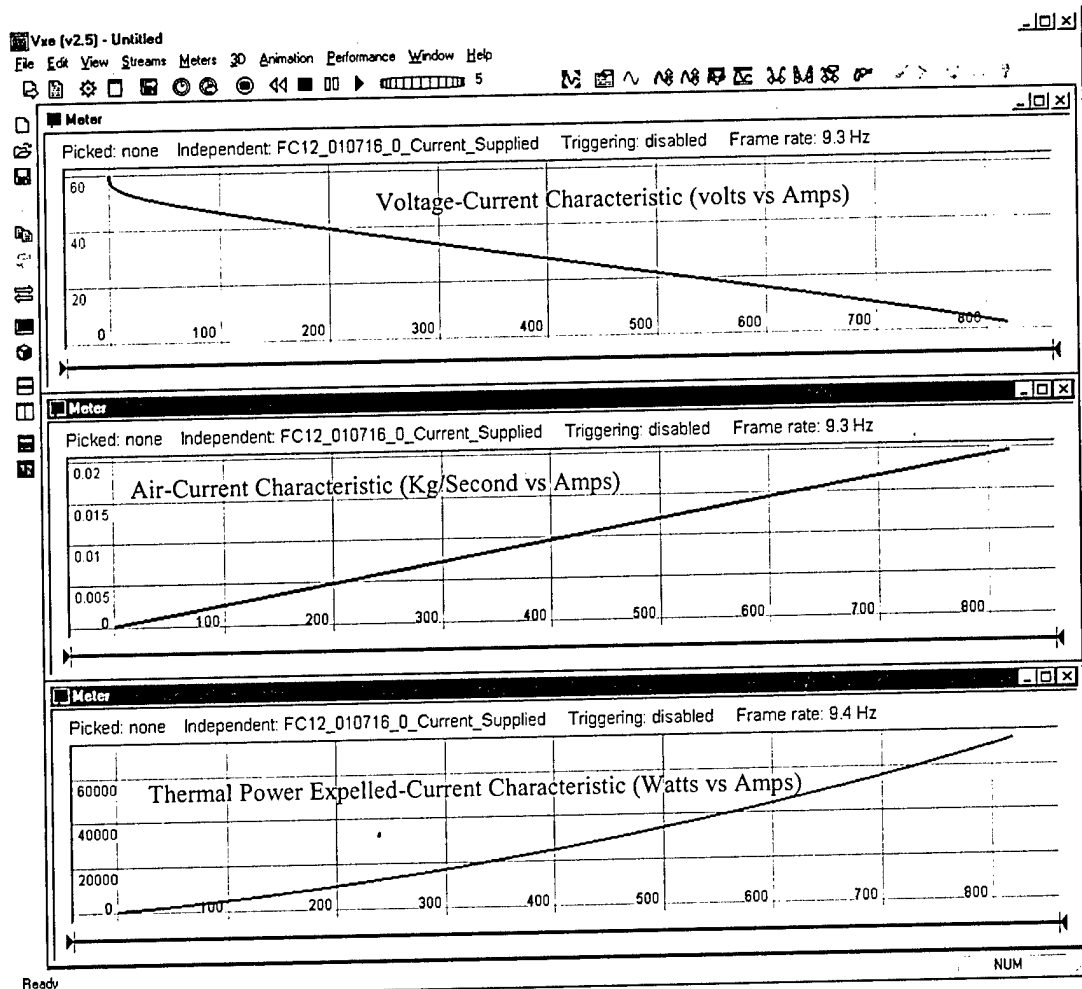 Vxe (v2.5) - Untitled
File Edit View Streams Meters 3D Animation Performance Window Help
5
Meter
Picked: none Independent: FC12_010716_0_Current_Supplied Triggering: disabled Frame rate: 9.3 Hz
60
Voltage-Current Characteristic (volts vs Amps)
40
20
0 100 200 300 400 500 600 700 800
Meter
Picked: none Independent: FC12_010716_0_Current_Supplied Triggering: disabled Frame rate: 9.3 Hz
0.02
Air-Current Characteristic (Kg/Second vs Amps)
0.015
0.01
0.005
0 100 200 300 400 500 600 700 800
Meter
Picked: none Independent: FC12_010716_0_Current_Supplied Triggering: disabled Frame rate: 9.4 Hz
60000
Thermal Power Expelled-Current Characteristic (Watts vs Amps)
40000
20000
0 100 200 300 400 500 600 700 800
NUM
Ready